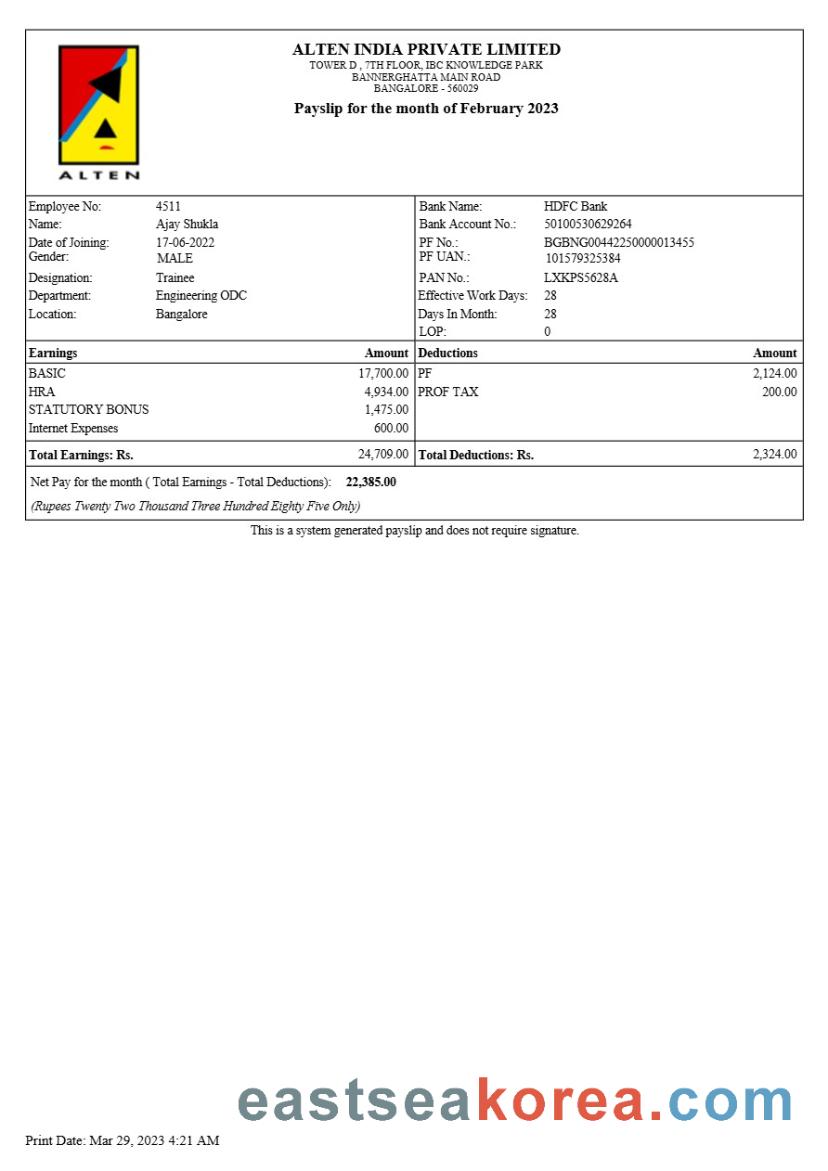 ALTEN INDIA PRIVATE LIMITED
TOWER D , 7TH FLOOR, IBC KNOWLEDGE PARK
BANNERGHATTA MAIN ROAD
BANGALORE - 560029
Payslip for the month of February 2023
ALTEN
Employee No: 4511 Bank Name: HDFC Bank
Name: Ajay Shukla Bank Account No.: 50100530629264
Date of Joining: 17-06-2022 PF No.: BGBNG00442250000013455
Gender: MALE PF UAN.: 101579325384
Designation: Trainee PAN No.: LXKPS5628A
Department: Engineering ODC Effective Work Days: 28
Location: Bangalore Days In Month: 28
LOP: 0
Earnings Amount Deductions Amount
BASIC 17,700.00 PF 2,124.00
HRA 4,934.00 PROF TAX 200.00
STATUTORY BONUS 1,475.00
Internet Expenses 600.00
Total Earnings: Rs. 24,709.00 Total Deductions: Rs. 2,324.00
Net Pay for the month ( Total Earnings - Total Deductions): 22,385.00
(Rupees Twenty Two Thousand Three Hundred Eighty Five Only)
This is a system generated payslip and does not require signature.
eastseakorea.com
Print Date: Mar 29, 2023 4:21 AM